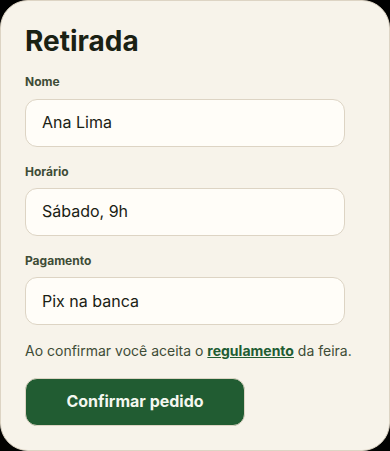 Retirada
Nome
Ana Lima
Horário
Sábado, 9h
Pagamento
Pix na banca
Ao confirmar você aceita o regulamento da feira.
Confirmar pedido